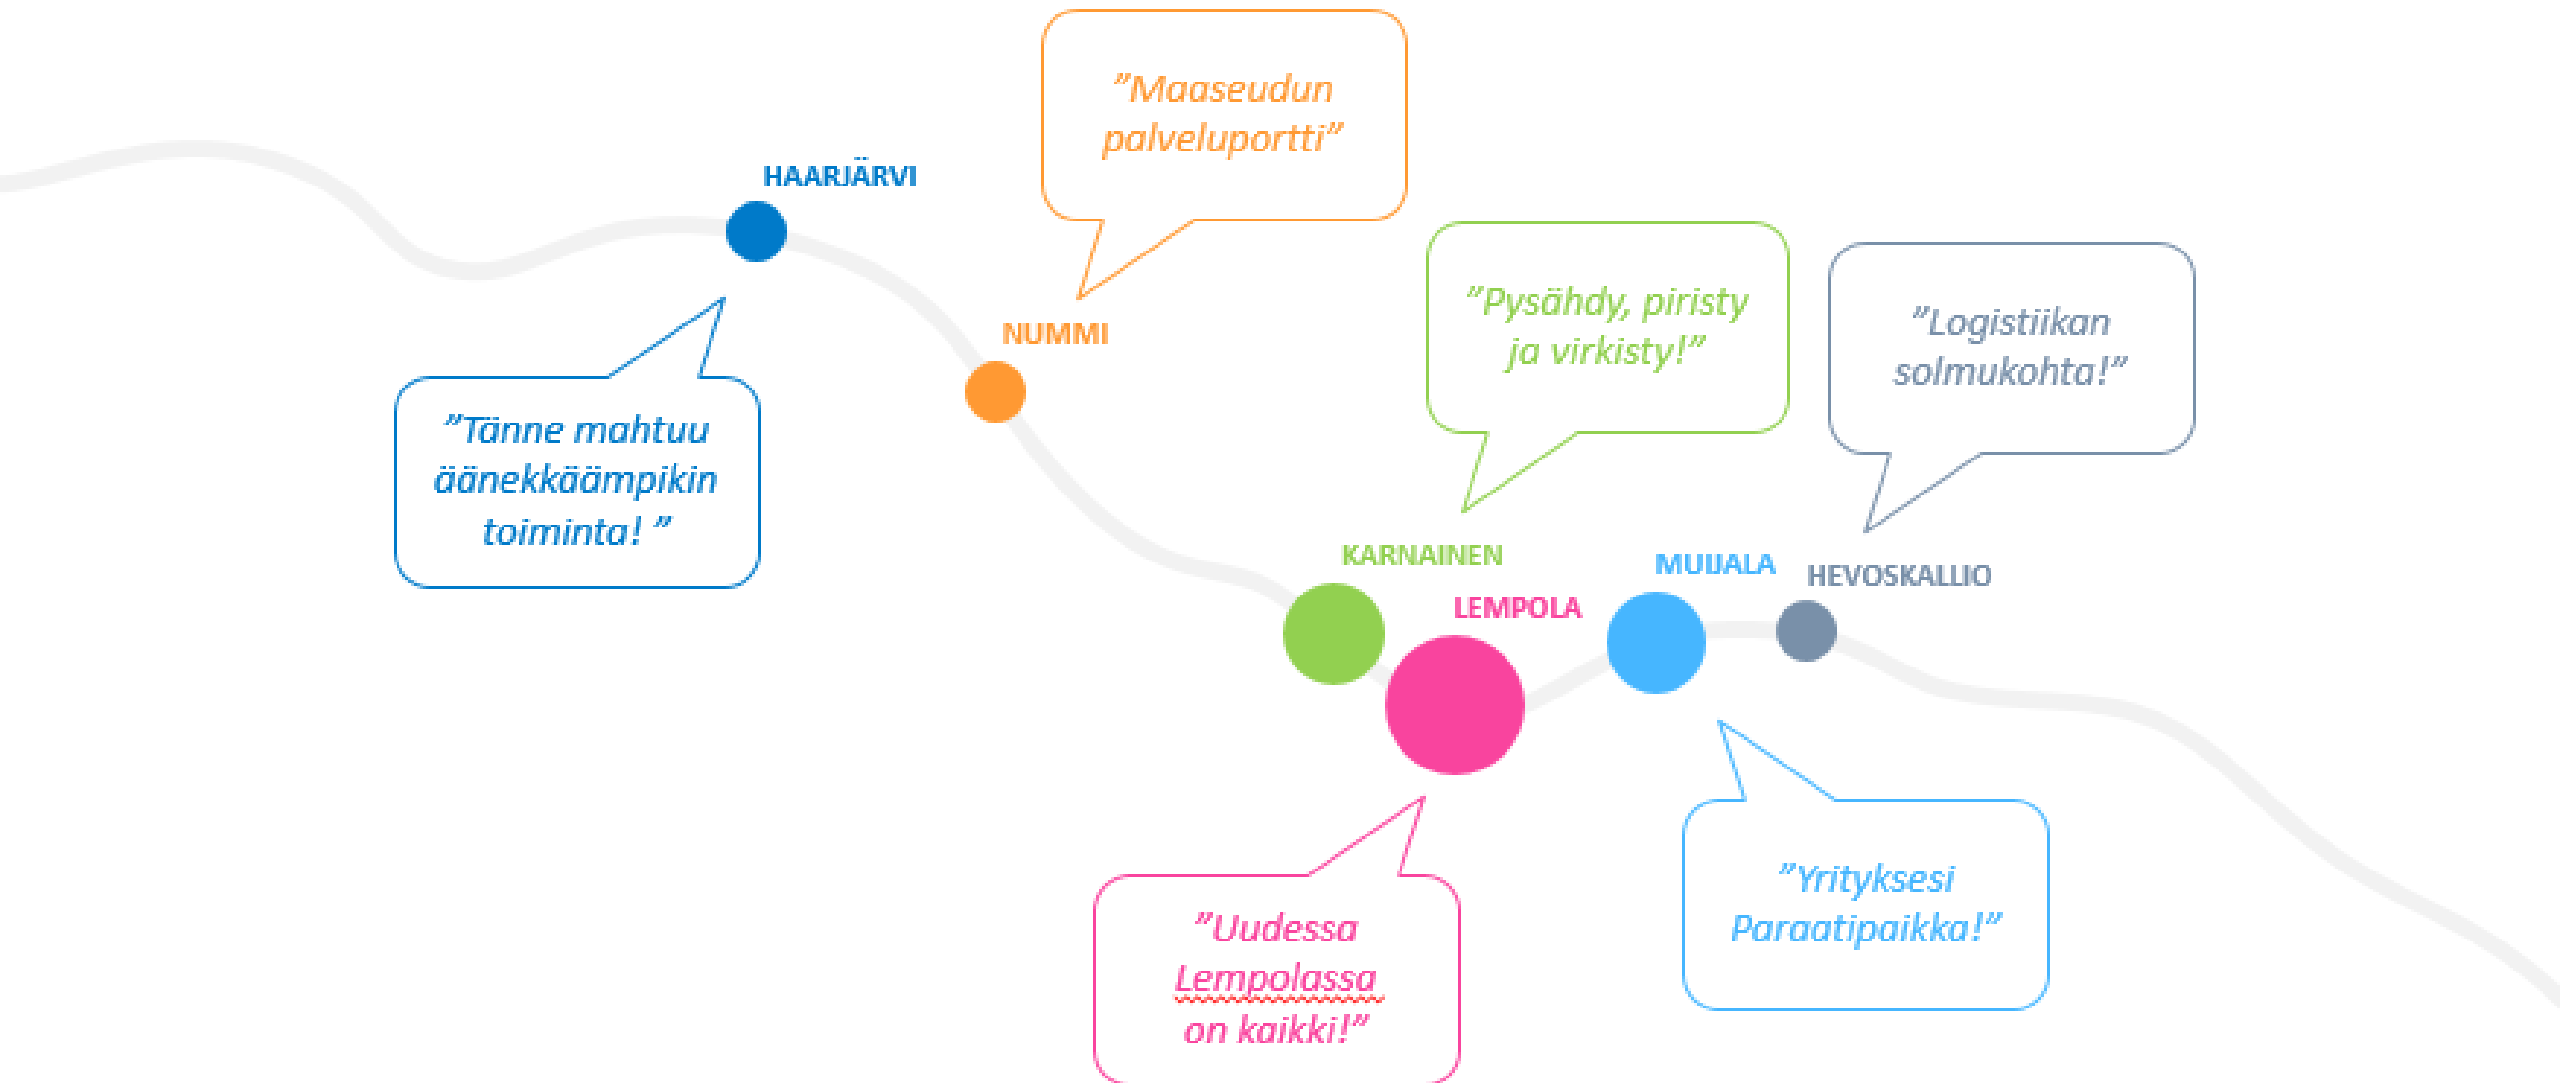 HAARJÄRVI
”Tänne mahtuu
äänekkäämpikin
toiminta! ”
”Maaseudun
palveluportti”
NUMMI
”Pysähdy, piristy
ja virkisty!”
KARNAINEN
LEMPOLA
”Uudessa
Lempolassa
on kaikki!”
MUIJALA
”Yrityksesi
Paraatipaikka!”
”Logistiikan
solmukohta!”
HEVOSKALLIO